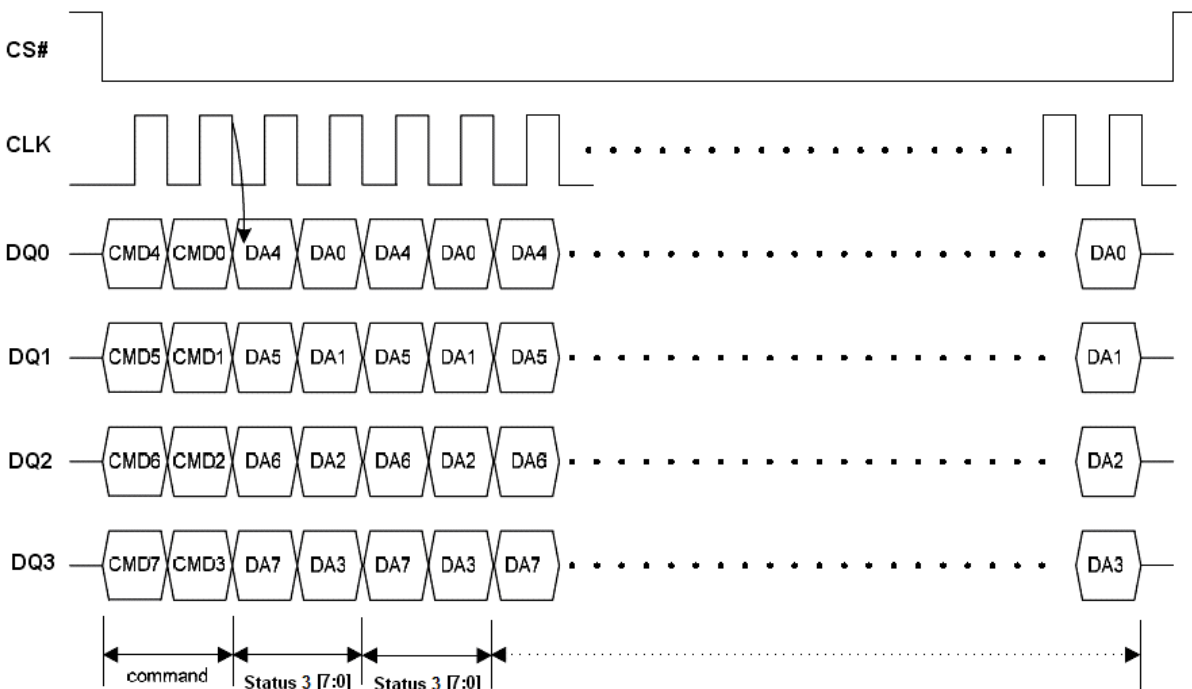 CS#
CLK
DQ0 CMD4 CMD0 DA4 DA0 DA4 DA0 DA4 DA0
DQ1 CMD5 CMD1 DA5 DA1 DA5 DA1 DA5 DA1
DQ2 CMD6 CMD2 DA6 DA2 DA6 DA2 DA6 DA2
DQ3 CMD7 CMD3 DA7 DA3 DA7 DA3 DA7 DA3
command Status 3 [7:0] Status 3 [7:0]